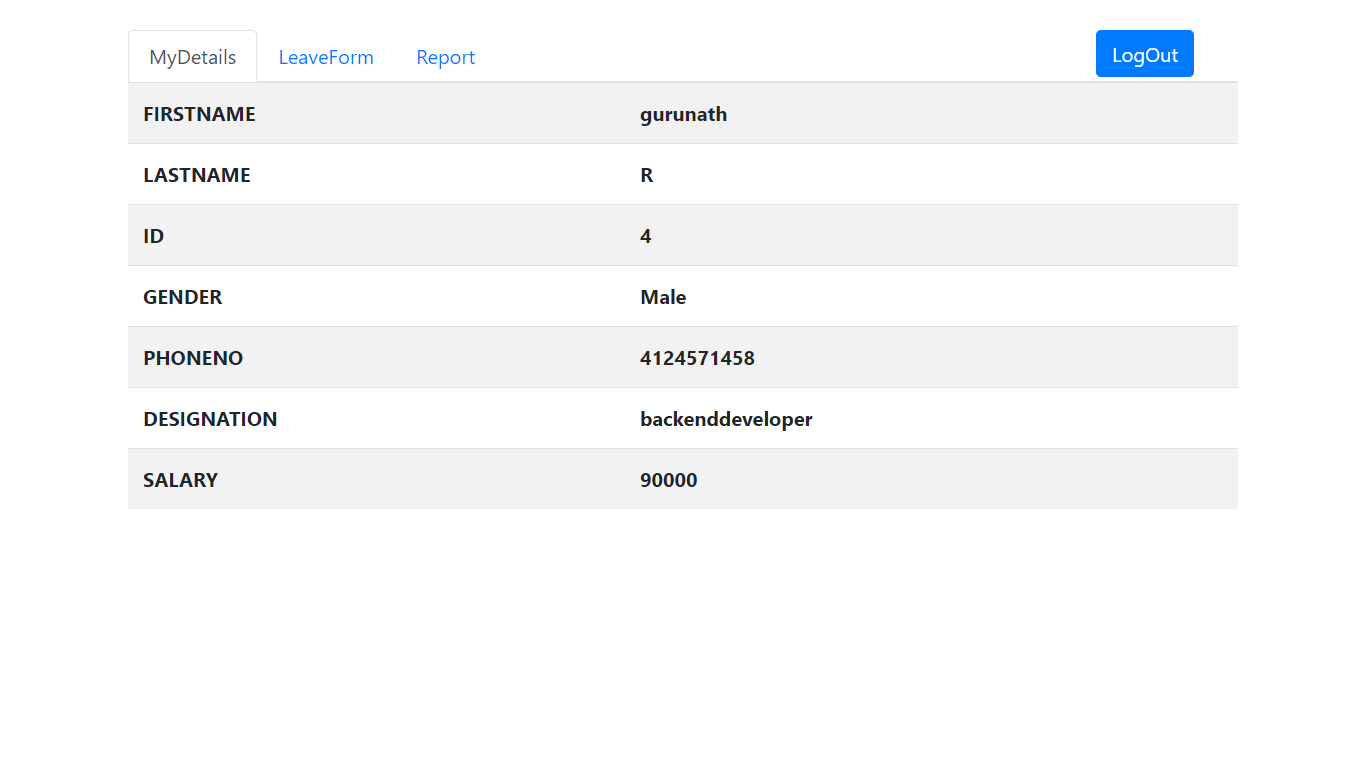 MyDetails LeaveForm Report LogOut
FIRSTNAME gurunath
LASTNAME R
ID 4
GENDER Male
PHONENO 4124571458
DESIGNATION backenddeveloper
SALARY 90000